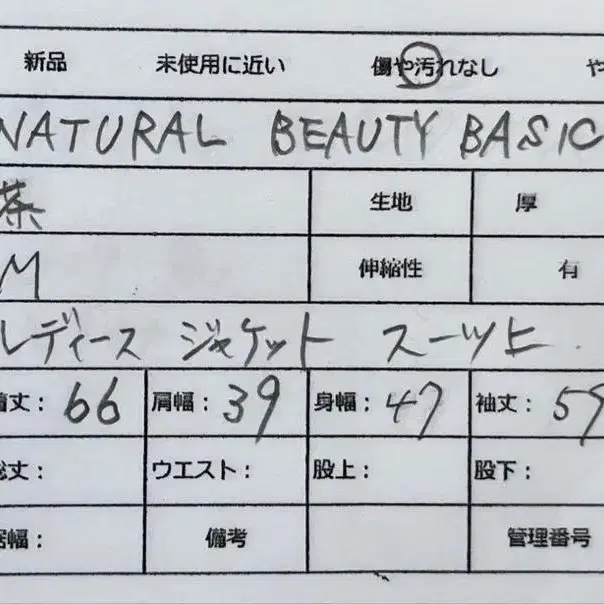 新品 未使用に近い 傷や汚れなし や
NATURAL BEAUTY BASIC
茶 生地 厚
M 伸縮性 有
レディース ジャケット スーツ上
着丈: 66 肩幅: 39 身幅: 47 袖丈: 59
総丈: ウエスト: 股上: 股下:
裾幅: 備考 管理番号